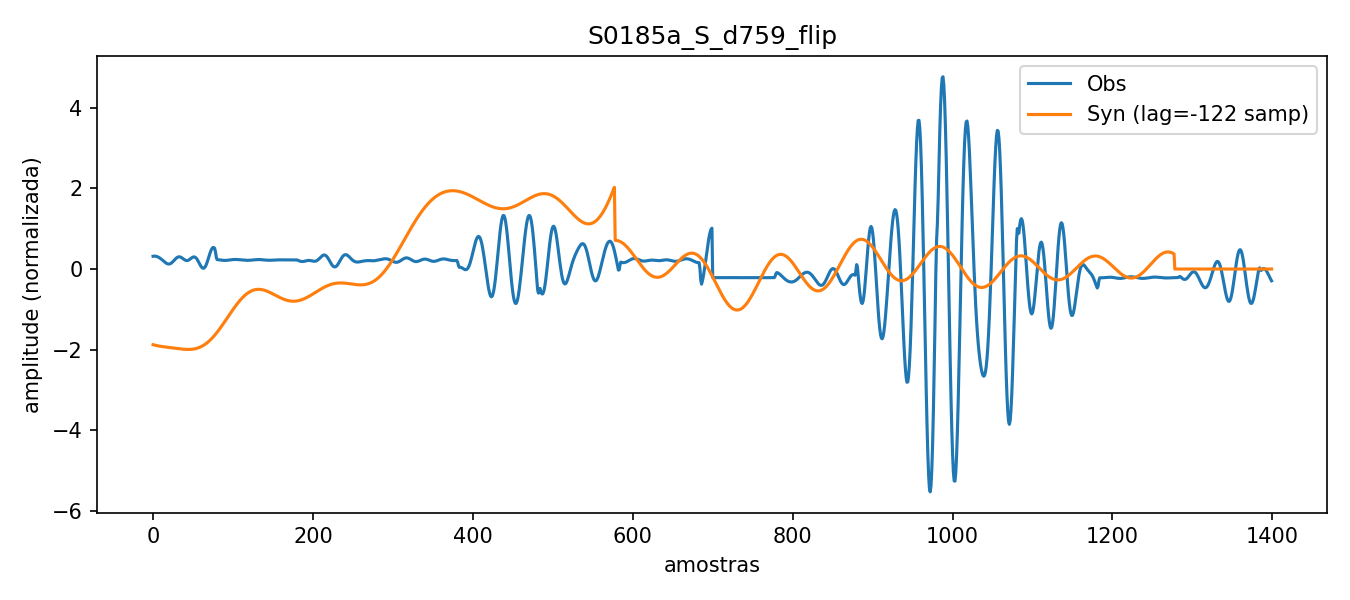 S0185a_S_d759_flip
Obs
Syn (lag=-122 samp)
amplitude (normalizada)
4
2
0
−2
−4
−6
0 200 400 600 800 1000 1200 1400
amostras